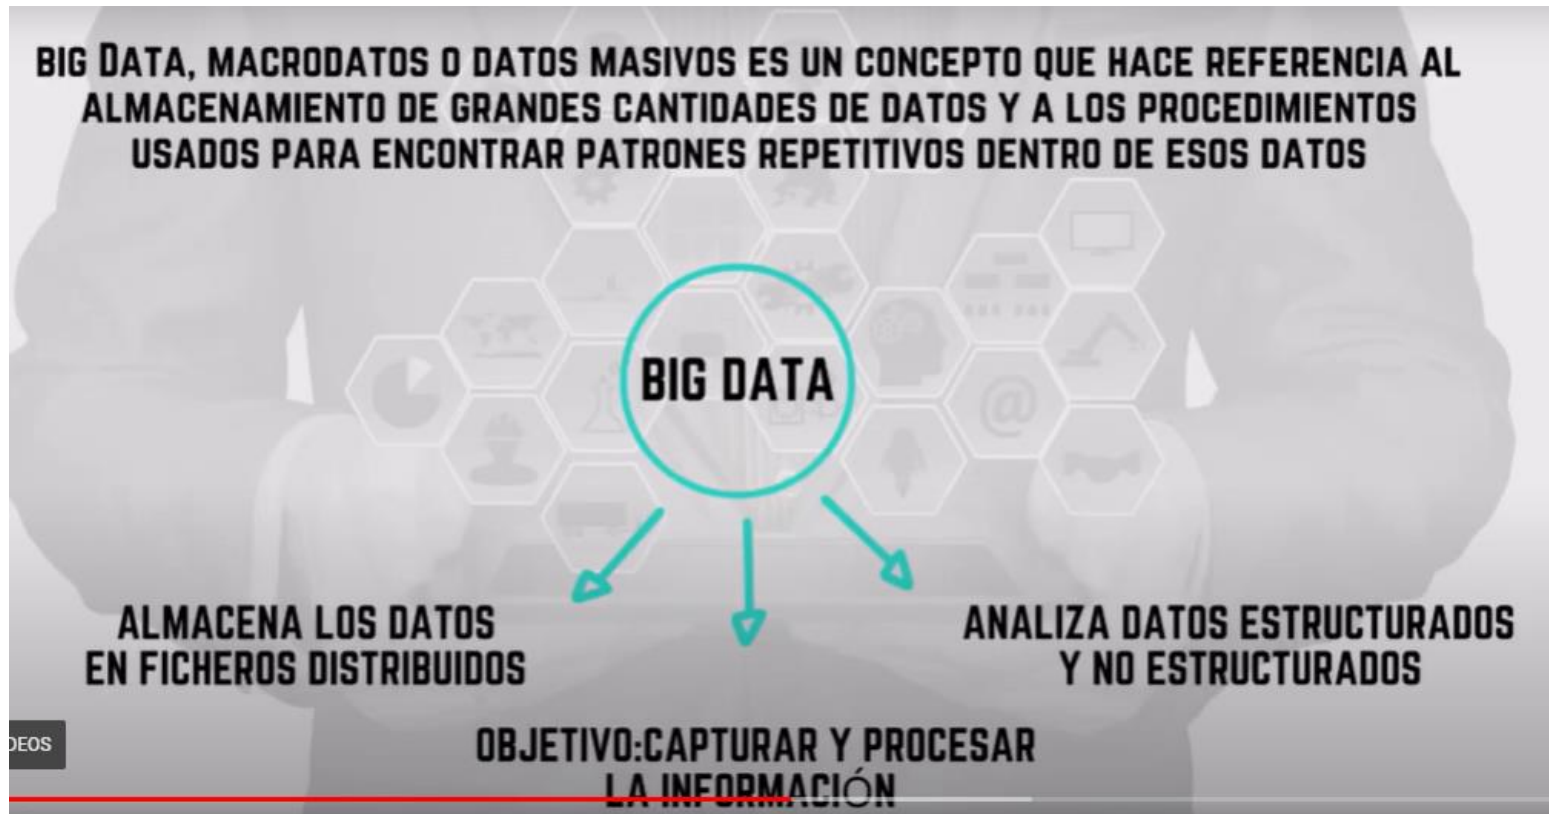 BIG DATA, MACRODATOS O DATOS MASIVOS ES UN CONCEPTO QUE HACE REFERENCIA AL
ALMACENAMIENTO DE GRANDES CANTIDADES DE DATOS Y A LOS PROCEDIMIENTOS
USADOS PARA ENCONTRAR PATRONES REPETITIVOS DENTRO DE ESOS DATOS
@
BIG DATA
ALMACENA LOS DATOS
EN FICHEROS DISTRIBUIDOS
ANALIZA DATOS ESTRUCTURADOS
Y NO ESTRUCTURADOS
DEOS
OBJETIVO:CAPTURAR Y PROCESAR
LA INFORMACIÓN